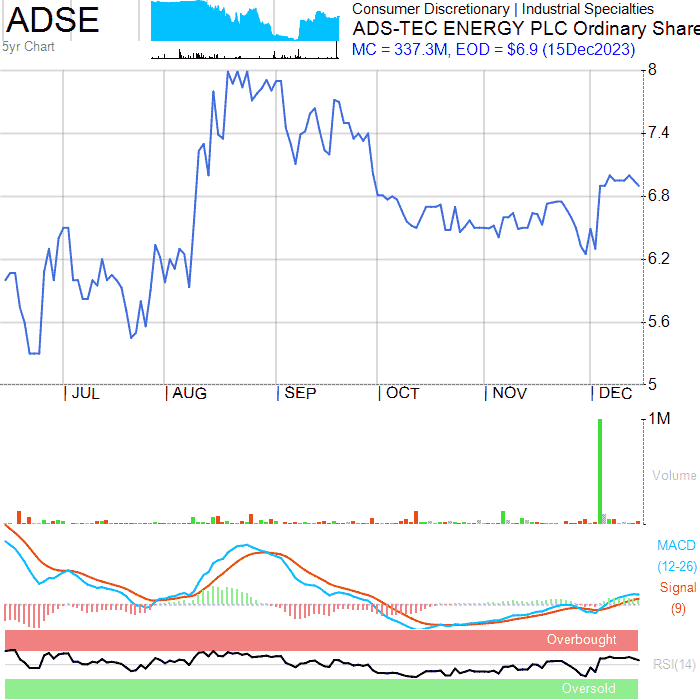 ADSE
5yr Chart
Consumer Discretionary | Industrial Specialties
ADS-TEC ENERGY PLC Ordinary Share
MC = 337.3M, EOD = $6.9 (15Dec2023)
8
7.4
6.8
6.2
5.6
5
JUL
AUG
SEP
OCT
NOV
DEC
1M
Volume
MACD
(12-26)
Signal
(9)
Overbought
RSI(14)
Oversold